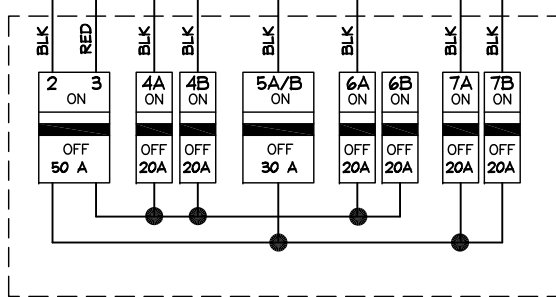 BLK RED BLK BLK BLK BLK BLK BLK
2 3 4A 4B 5A/B 6A 6B 7A 7B
ON ON ON ON ON ON ON ON
OFF OFF OFF OFF OFF OFF OFF OFF
50 A 20A 20A 30 A 20A 20A 20A 20A